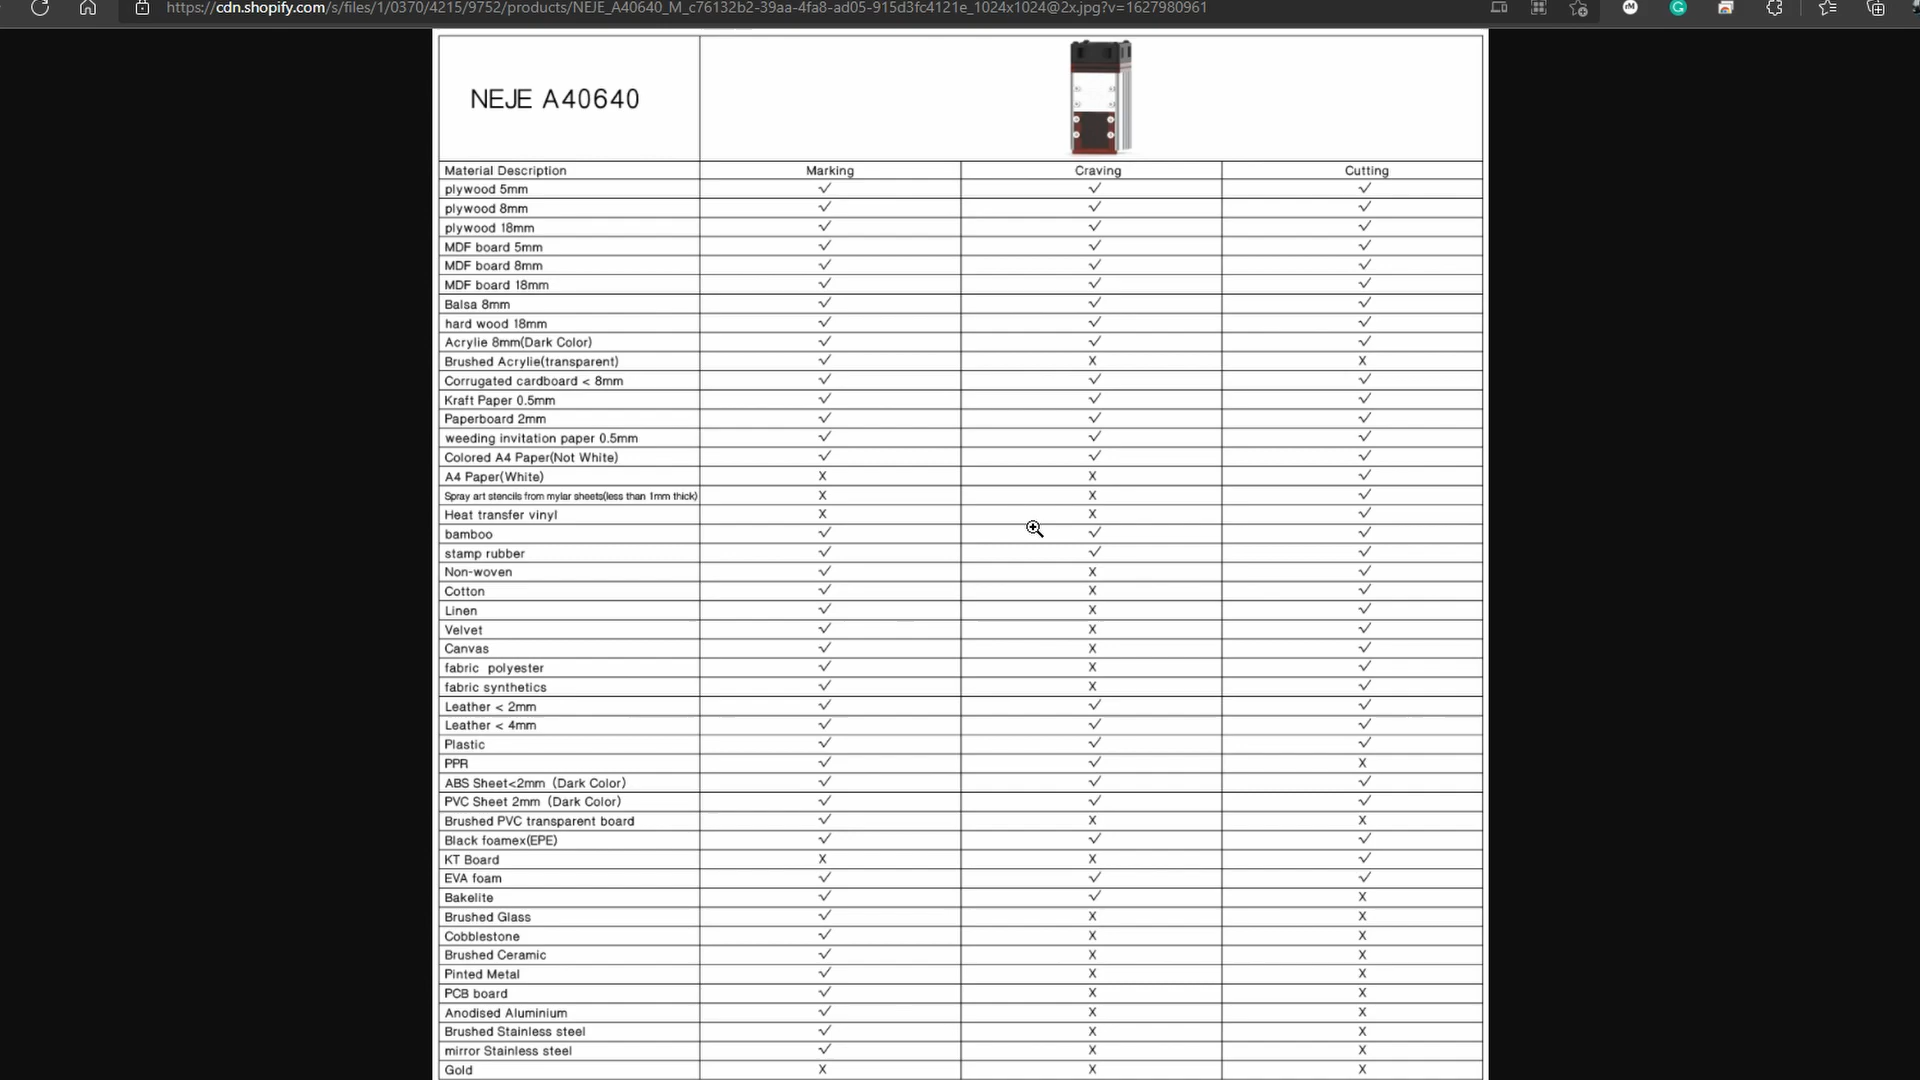 https://cdn.shopify.com/s/files/1/0370/4215/9752/products/NEJE_A40640_M_c76132b2-39aa-4fa8-ad05-915d3fc4121e_1024x1024@2x.jpg?v=1627980961
NEJE A40640
Material Description Marking Craving Cutting
plywood 5mm √ √ √
plywood 8mm √ √ √
plywood 18mm √ √ √
MDF board 5mm √ √ √
MDF board 8mm √ √ √
MDF board 18mm √ √ √
Balsa 8mm √ √ √
hard wood 18mm √ √ √
Acrylie 8mm(Dark Color) √ √ √
Brushed Acrylie(transparent) √ X X
Corrugated cardboard < 8mm √ √ √
Kraft Paper 0.5mm √ √ √
Paperboard 2mm √ √ √
weeding invitation paper 0.5mm √ √ √
Colored A4 Paper(Not White) √ √ √
A4 Paper(White) X X √
Spray art stencils from mylar sheets(less than 1mm thick) X X √
Heat transfer vinyl X X √
bamboo √ √ √
stamp rubber √ √ √
Non-woven √ X √
Cotton √ X √
Linen √ X √
Velvet √ X √
Canvas √ X √
fabric polyester √ X √
fabric synthetics √ X √
Leather < 2mm √ √ √
Leather < 4mm √ √ √
Plastic √ √ √
PPR √ √ X
ABS Sheet<2mm (Dark Color) √ √ √
PVC Sheet 2mm (Dark Color) √ √ √
Brushed PVC transparent board √ X X
Black foamex(EPE) √ √ √
KT Board X X √
EVA foam √ √ √
Bakelite √ √ X
Brushed Glass √ X X
Cobblestone √ X X
Brushed Ceramic √ X X
Pinted Metal √ X X
PCB board √ X X
Anodised Aluminium √ X X
Brushed Stainless steel √ X X
mirror Stainless steel √ X X
Gold X X X